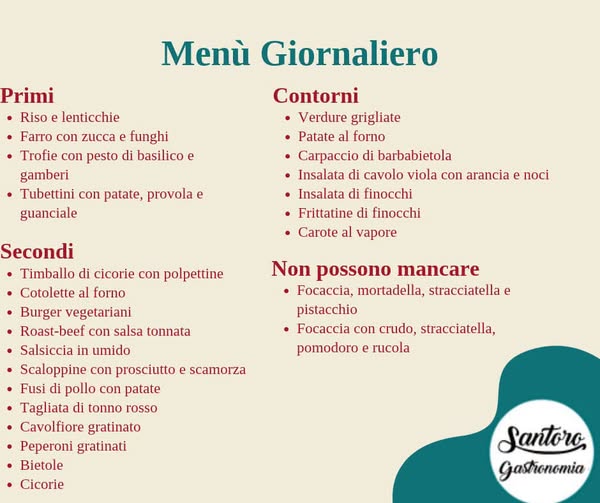 Menù Giornaliero
Primi
Riso e lenticchie
Farro con zucca e funghi
Trofie con pesto di basilico e
gamberi
Tubettini con patate, provola e
guanciale
Secondi
Timballo di cicorie con polpettine
Cotolette al forno
Burger vegetariani
Roast-beef con salsa tonnata
Salsiccia in umido
Scaloppine con prosciutto e scamorza
Fusi di pollo con patate
Tagliata di tonno rosso
Cavolfiore gratinato
Peperoni gratinati
Bietole
Cicorie
Contorni
Verdure grigliate
Patate al forno
Carpaccio di barbabietola
Insalata di cavolo viola con arancia e noci
Insalata di finocchi
Frittatine di finocchi
Carote al vapore
Non possono mancare
Focaccia, mortadella, stracciatella e
pistacchio
Focaccia con crudo, stracciatella,
pomodoro e rucola
Santoro
Gastronomia